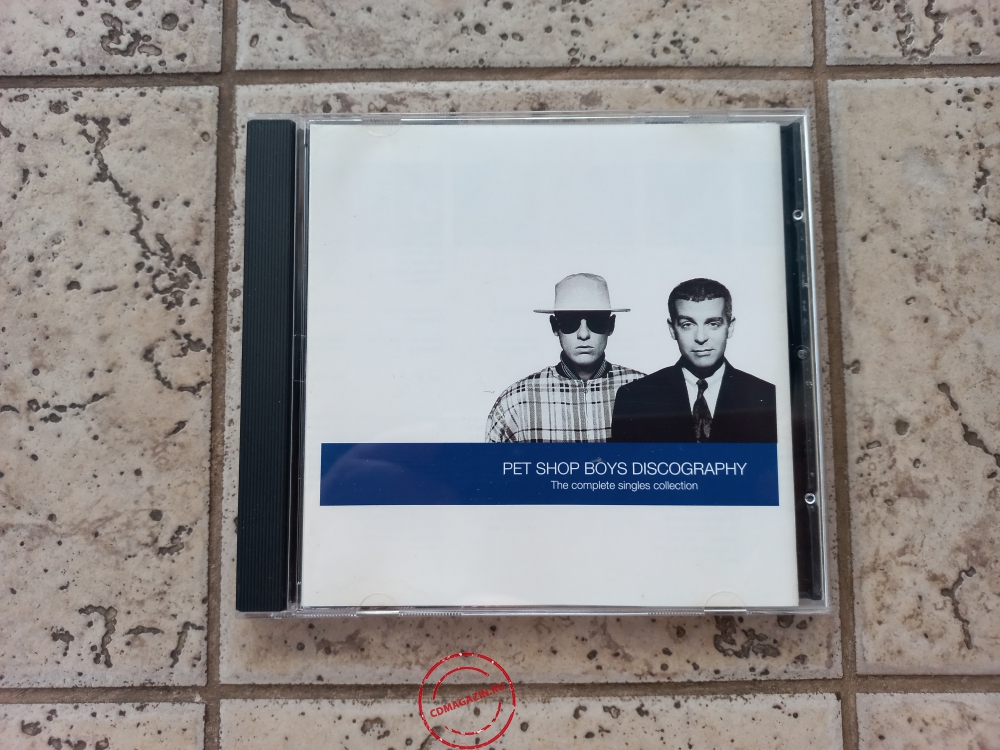 PET SHOP BOYS DISCOGRAPHY
The complete singles collection
CDMAGAZIN.RU